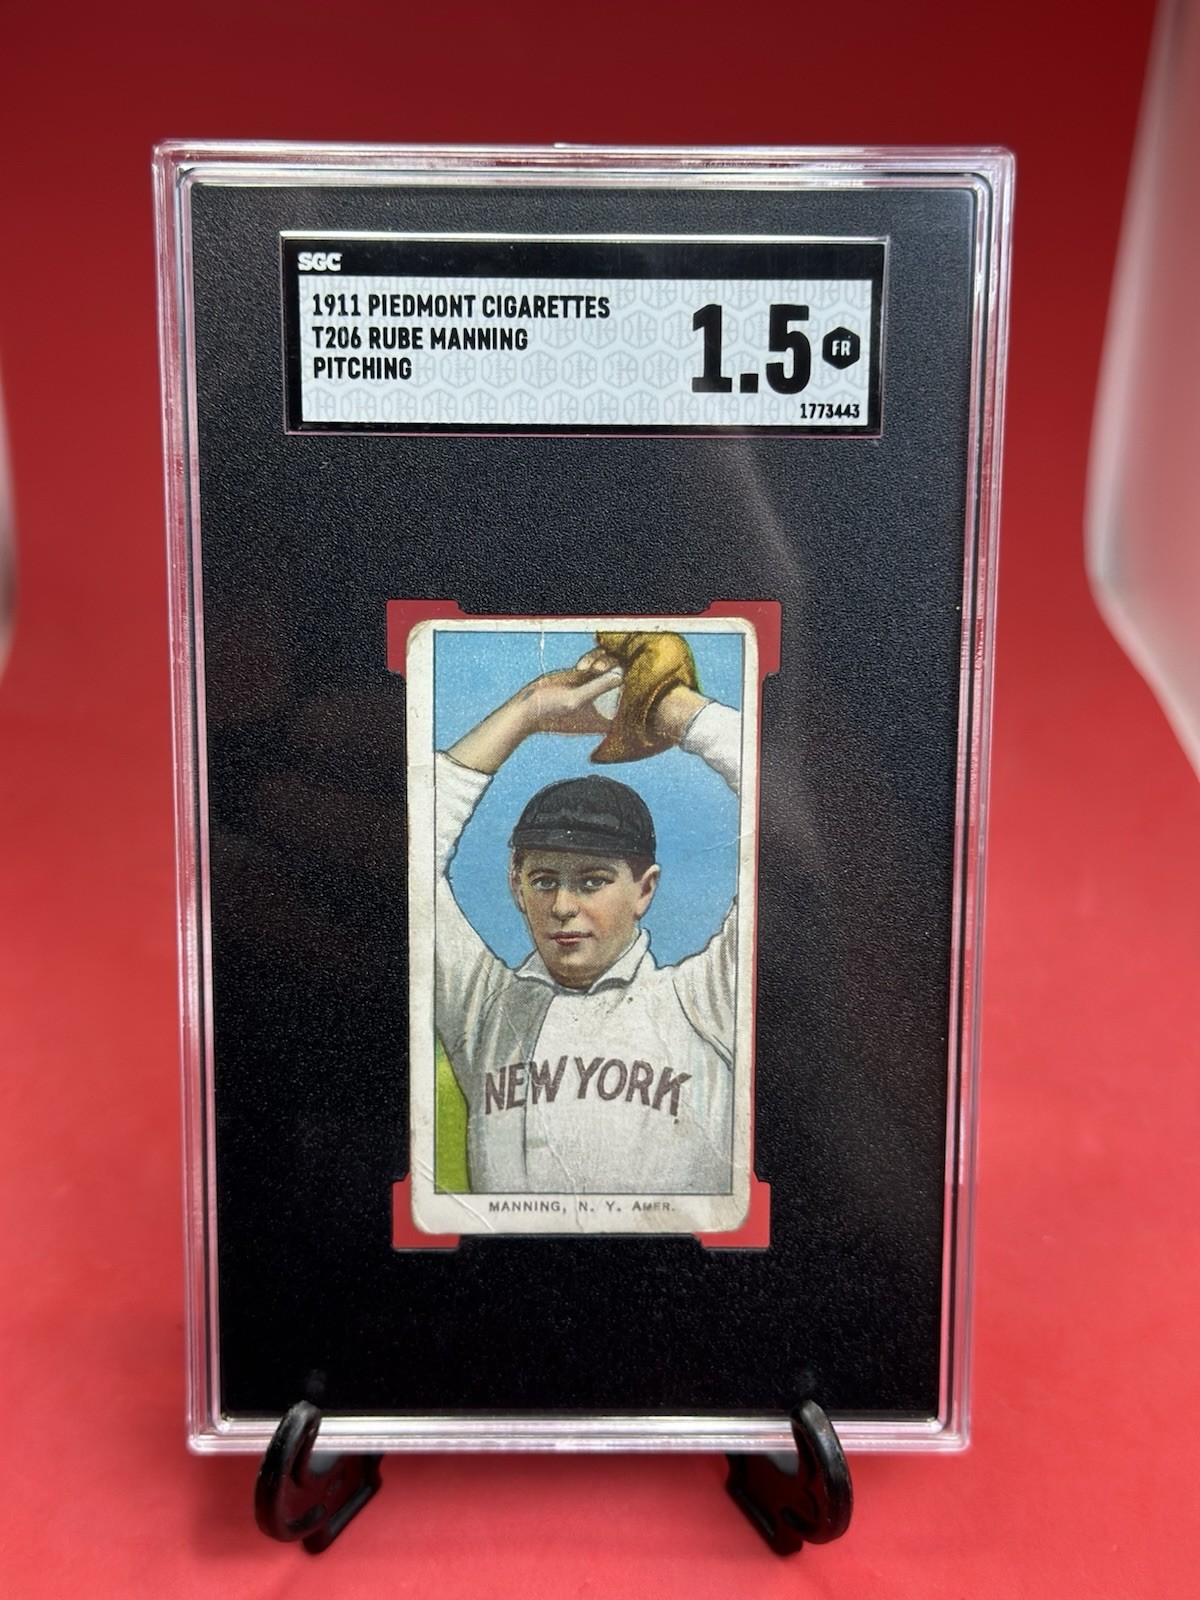 SGC
1911 PIEDMONT CIGARETTES
T206 RUBE MANNING
PITCHING
1.5 FR
1773443
NEW YORK
MANNING, N. Y. AMER.